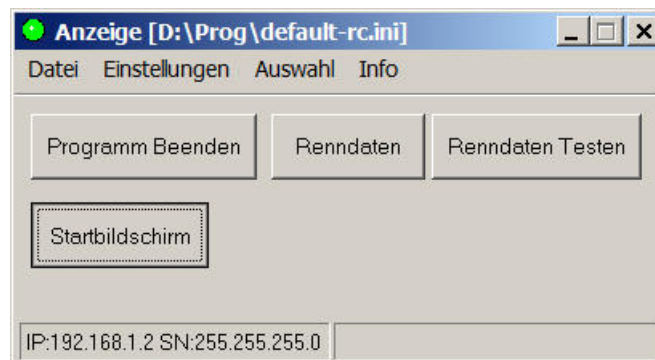 Anzeige [D:\Prog\default-rc.ini]
Datei Einstellungen Auswahl Info
Programm Beenden Renndaten Renndaten Testen
Startbildschirm
IP:192.168.1.2 SN:255.255.255.0